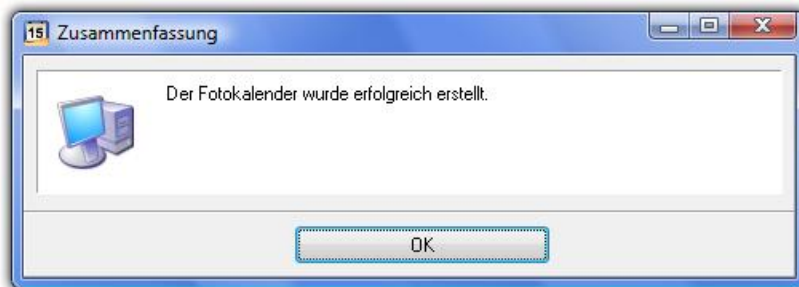 15 Zusammenfassung
Der Fotokalender wurde erfolgreich erstellt.
OK